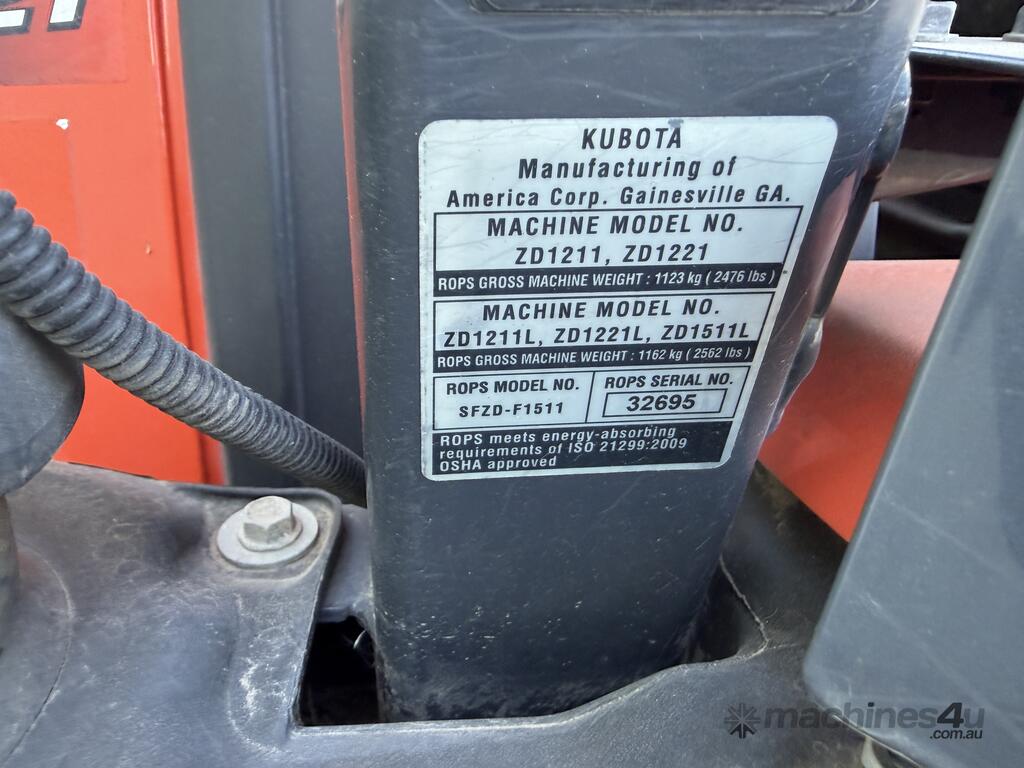 KUBOTA
Manufacturing of
America Corp. Gainesville GA.
MACHINE MODEL NO.
ZD1211, ZD1221
ROPS GROSS MACHINE WEIGHT : 1123 kg ( 2476 lbs )
MACHINE MODEL NO.
ZD1211L, ZD1221L, ZD1511L
ROPS GROSS MACHINE WEIGHT : 1162 kg ( 2562 lbs )
ROPS MODEL NO. ROPS SERIAL NO.
SFZD-F1511 32695
ROPS meets energy-absorbing
requirements of ISO 21299:2009
OSHA approved
machines4u
.com.au